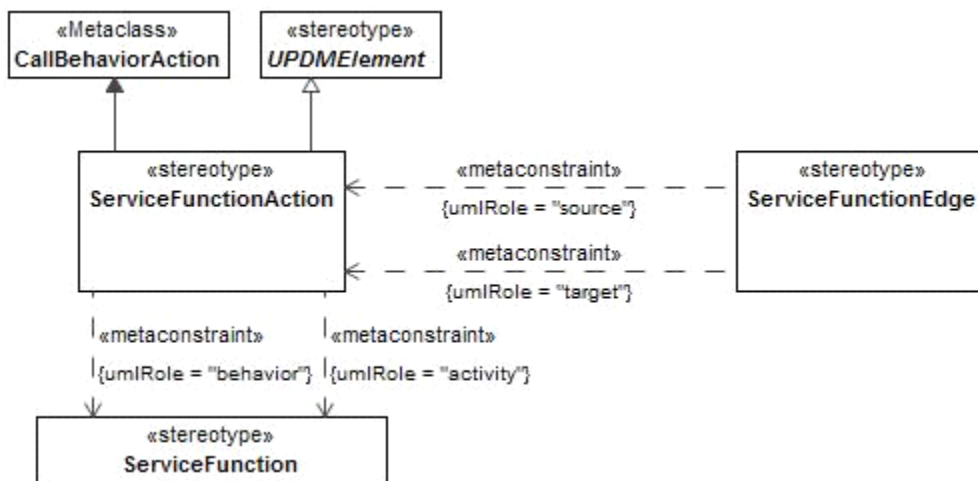 «Metaclass»
CallBehaviorAction
«stereotype»
UPDMElement
«stereotype»
ServiceFunctionAction
«metaconstraint»
{umlRole = "source"}
«metaconstraint»
{umlRole = "target"}
«stereotype»
ServiceFunctionEdge
«metaconstraint»
{umlRole = "behavior"}
«metaconstraint»
{umlRole = "activity"}
«stereotype»
ServiceFunction